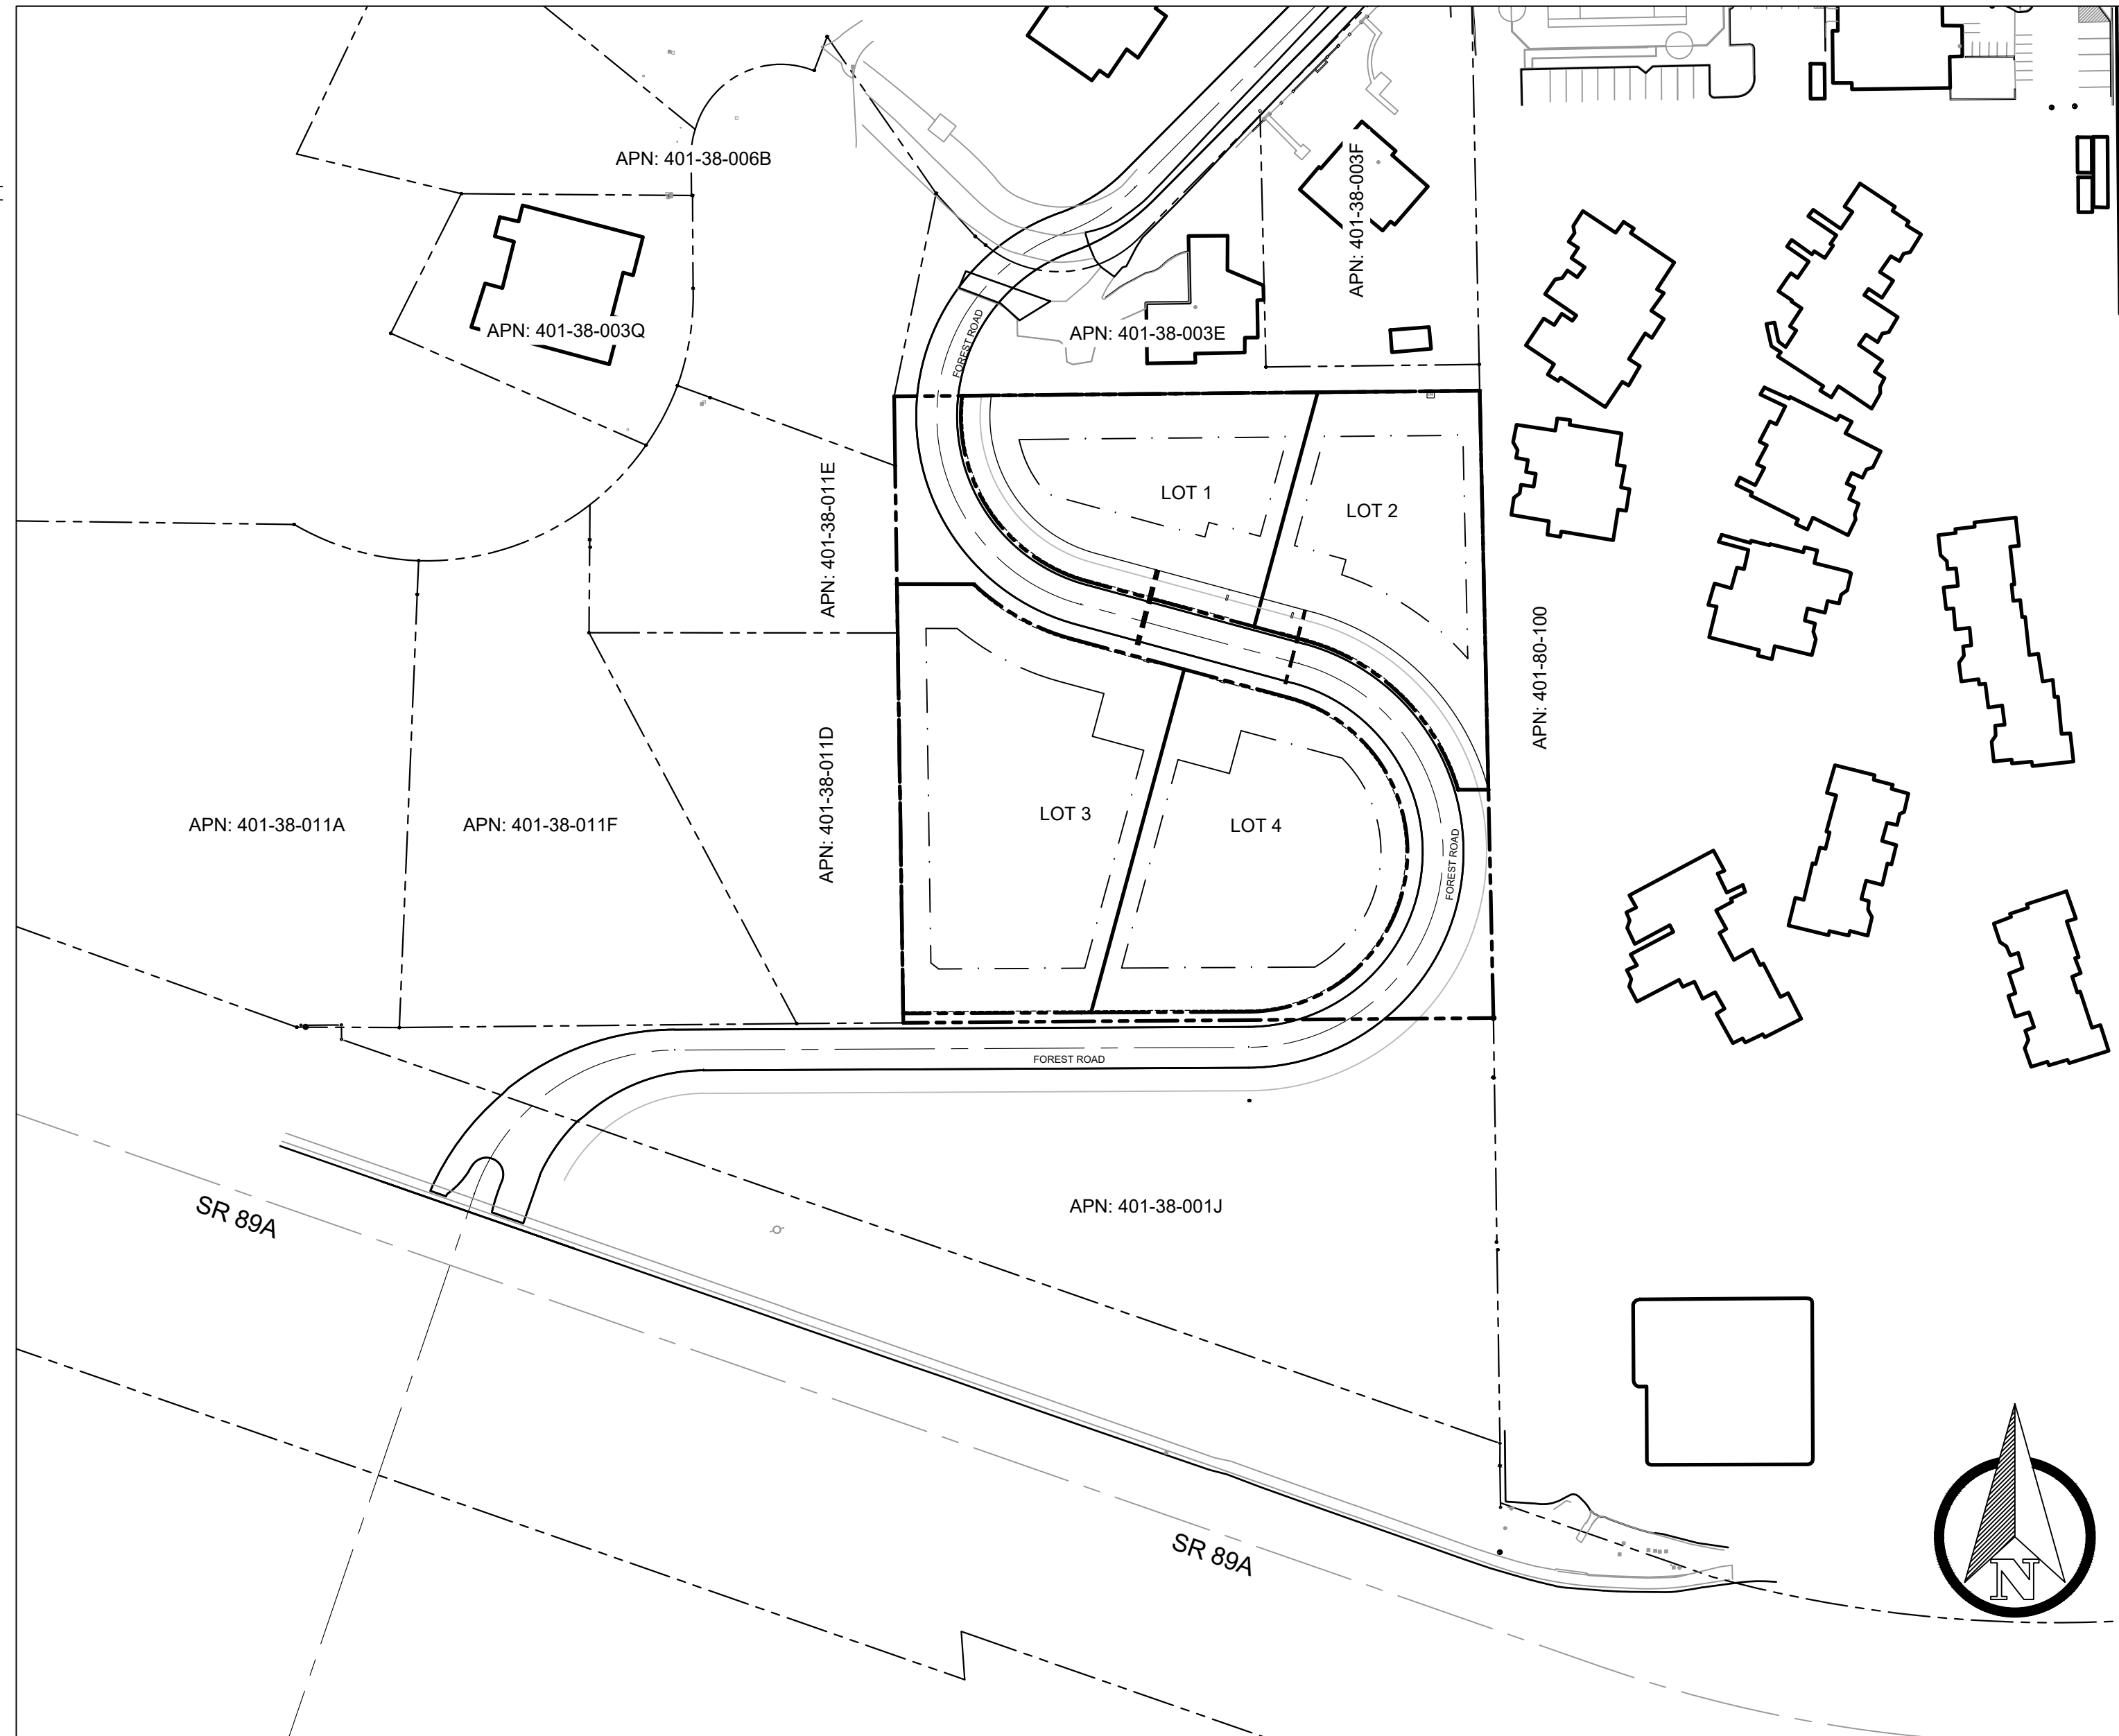 APN: 401-38-006B
APN: 401-38-003F
APN: 401-38-003Q
APN: 401-38-003E
FOREST ROAD
APN: 401-38-011E
LOT 1
LOT 2
APN: 401-80-100
APN: 401-38-011D
LOT 3
LOT 4
APN: 401-38-011A
APN: 401-38-011F
FOREST ROAD
FOREST ROAD
APN: 401-38-001J
SR 89A
SR 89A
N